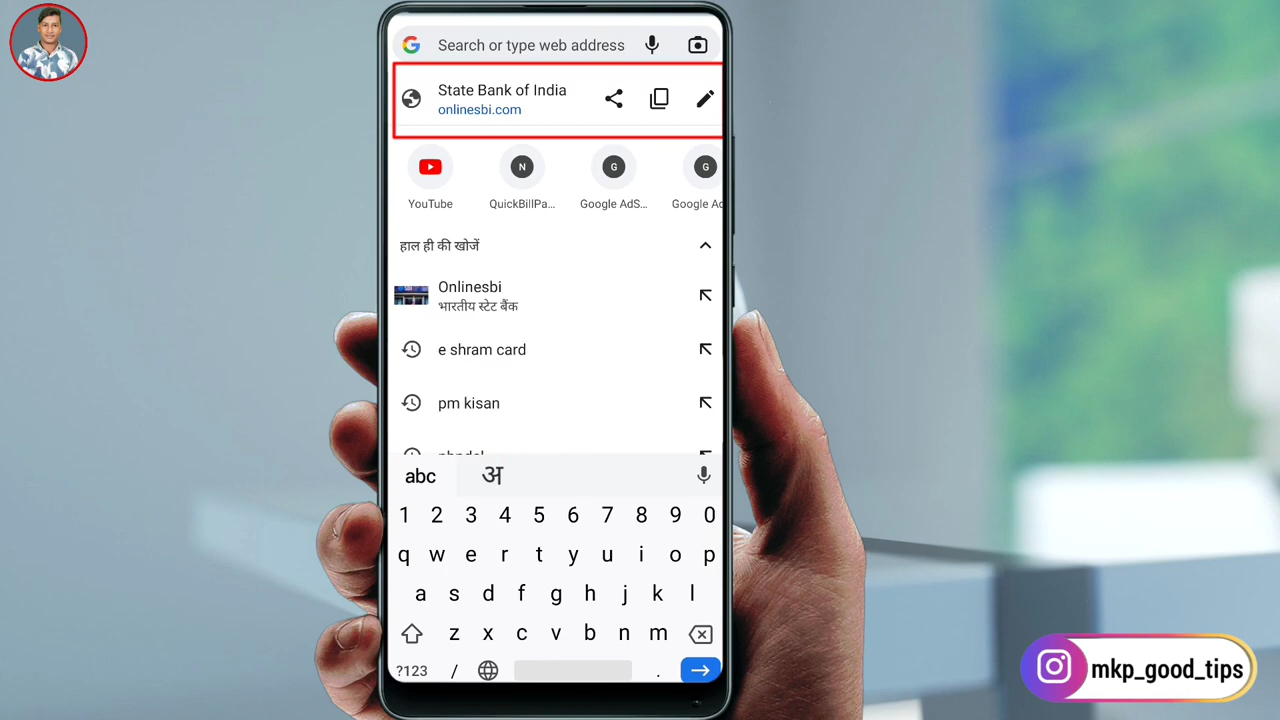 Search or type web address
State Bank of India
onlinesbi.com
N
G
G
YouTube
QuickBillPa...
Google AdS...
Google Ad
हाल ही की खोजें
Onlinesbi
भारतीय स्टेट बैंक
e shram card
pm kisan
abc अ
1 2 3 4 5 6 7 8 9 0
q w e r t y u i o p
a s d f g h j k l
z x c v b n m
?123 / .
mkp_good_tips